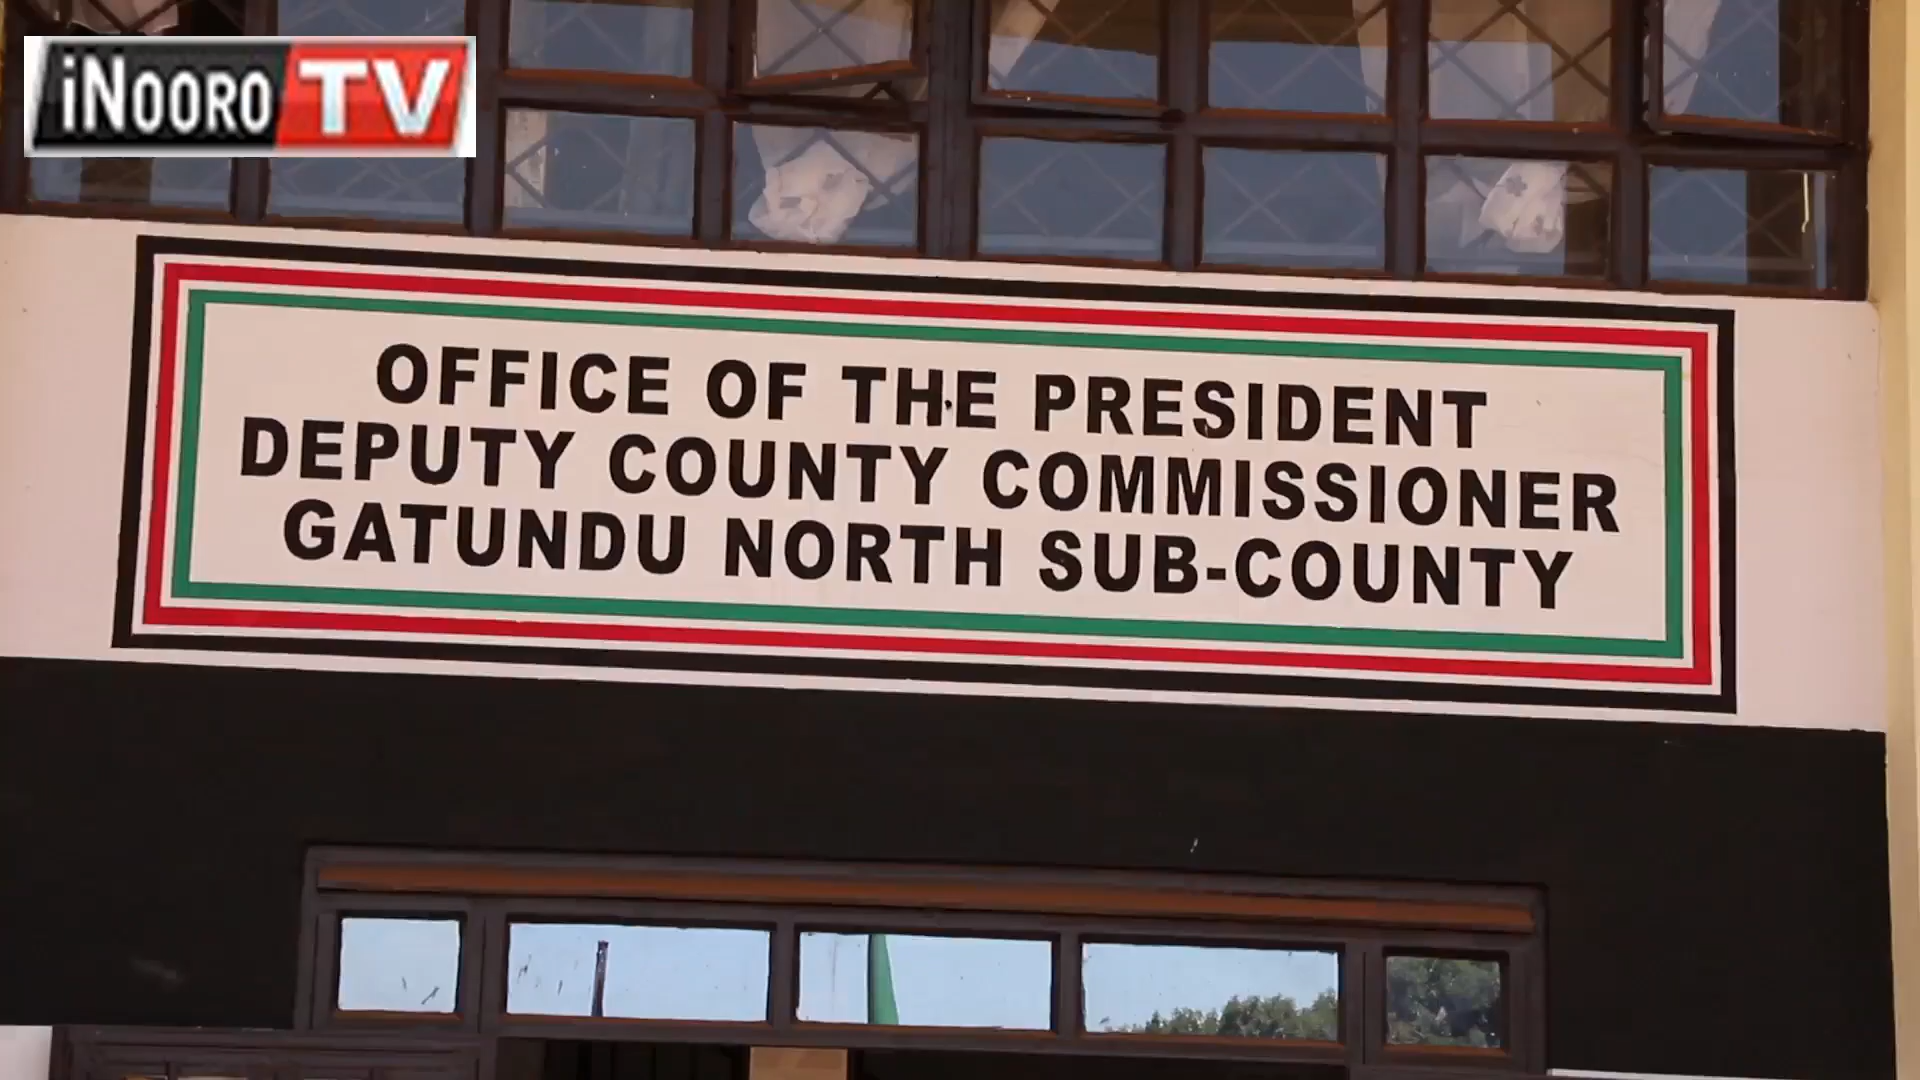 iNOORO TV
OFFICE OF THE PRESIDENT
DEPUTY COUNTY COMMISSIONER
GATUNDU NORTH SUB-COUNTY